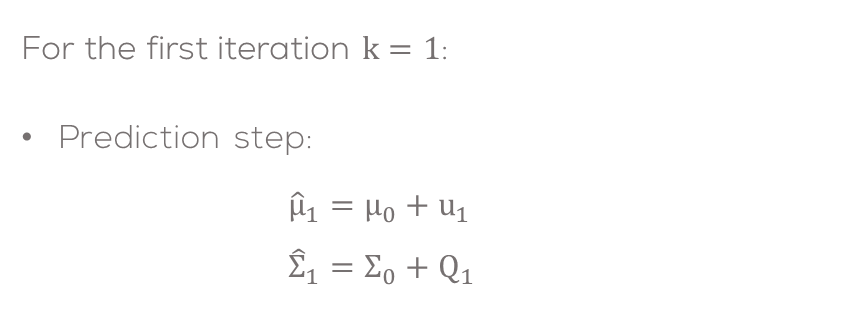 For the first iteration k = 1:
• Prediction step:
μ̂₁ = μ₀ + u₁
Σ̂₁ = Σ₀ + Q₁